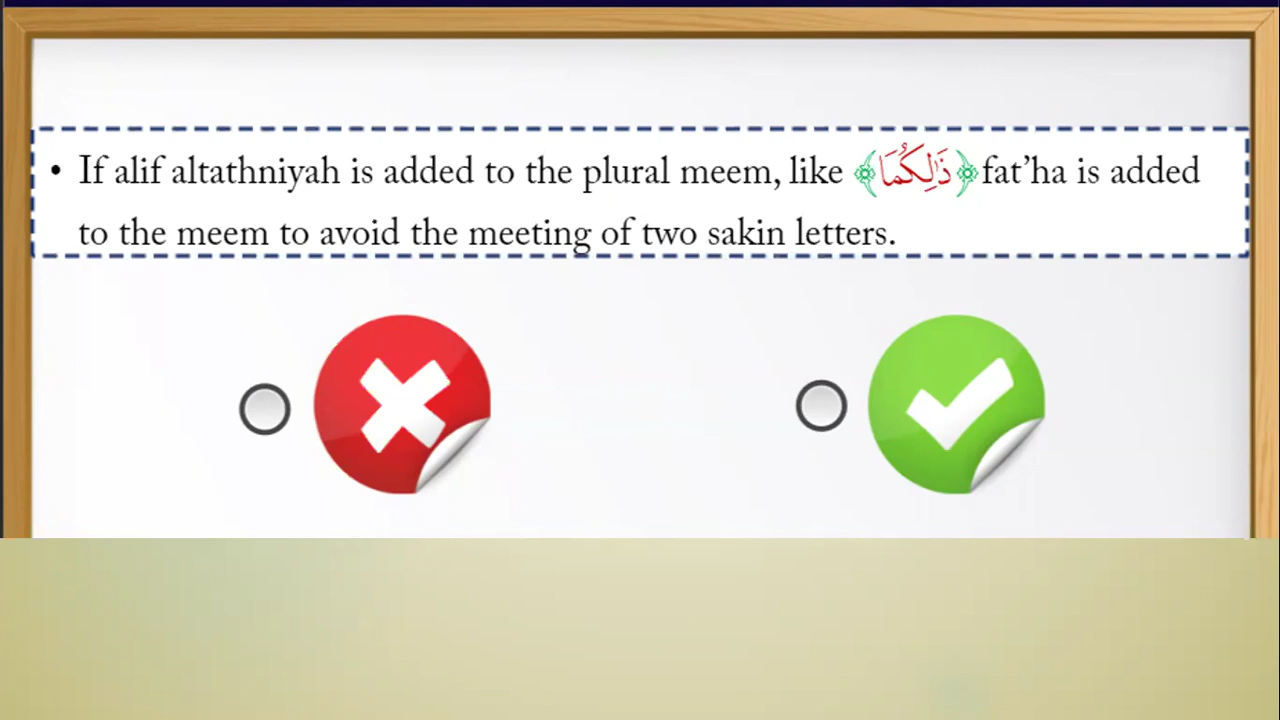 • If alif altathniyah is added to the plural meem, like ﴿ذَٰلِكُمَا﴾ fat’ha is added
to the meem to avoid the meeting of two sakin letters.